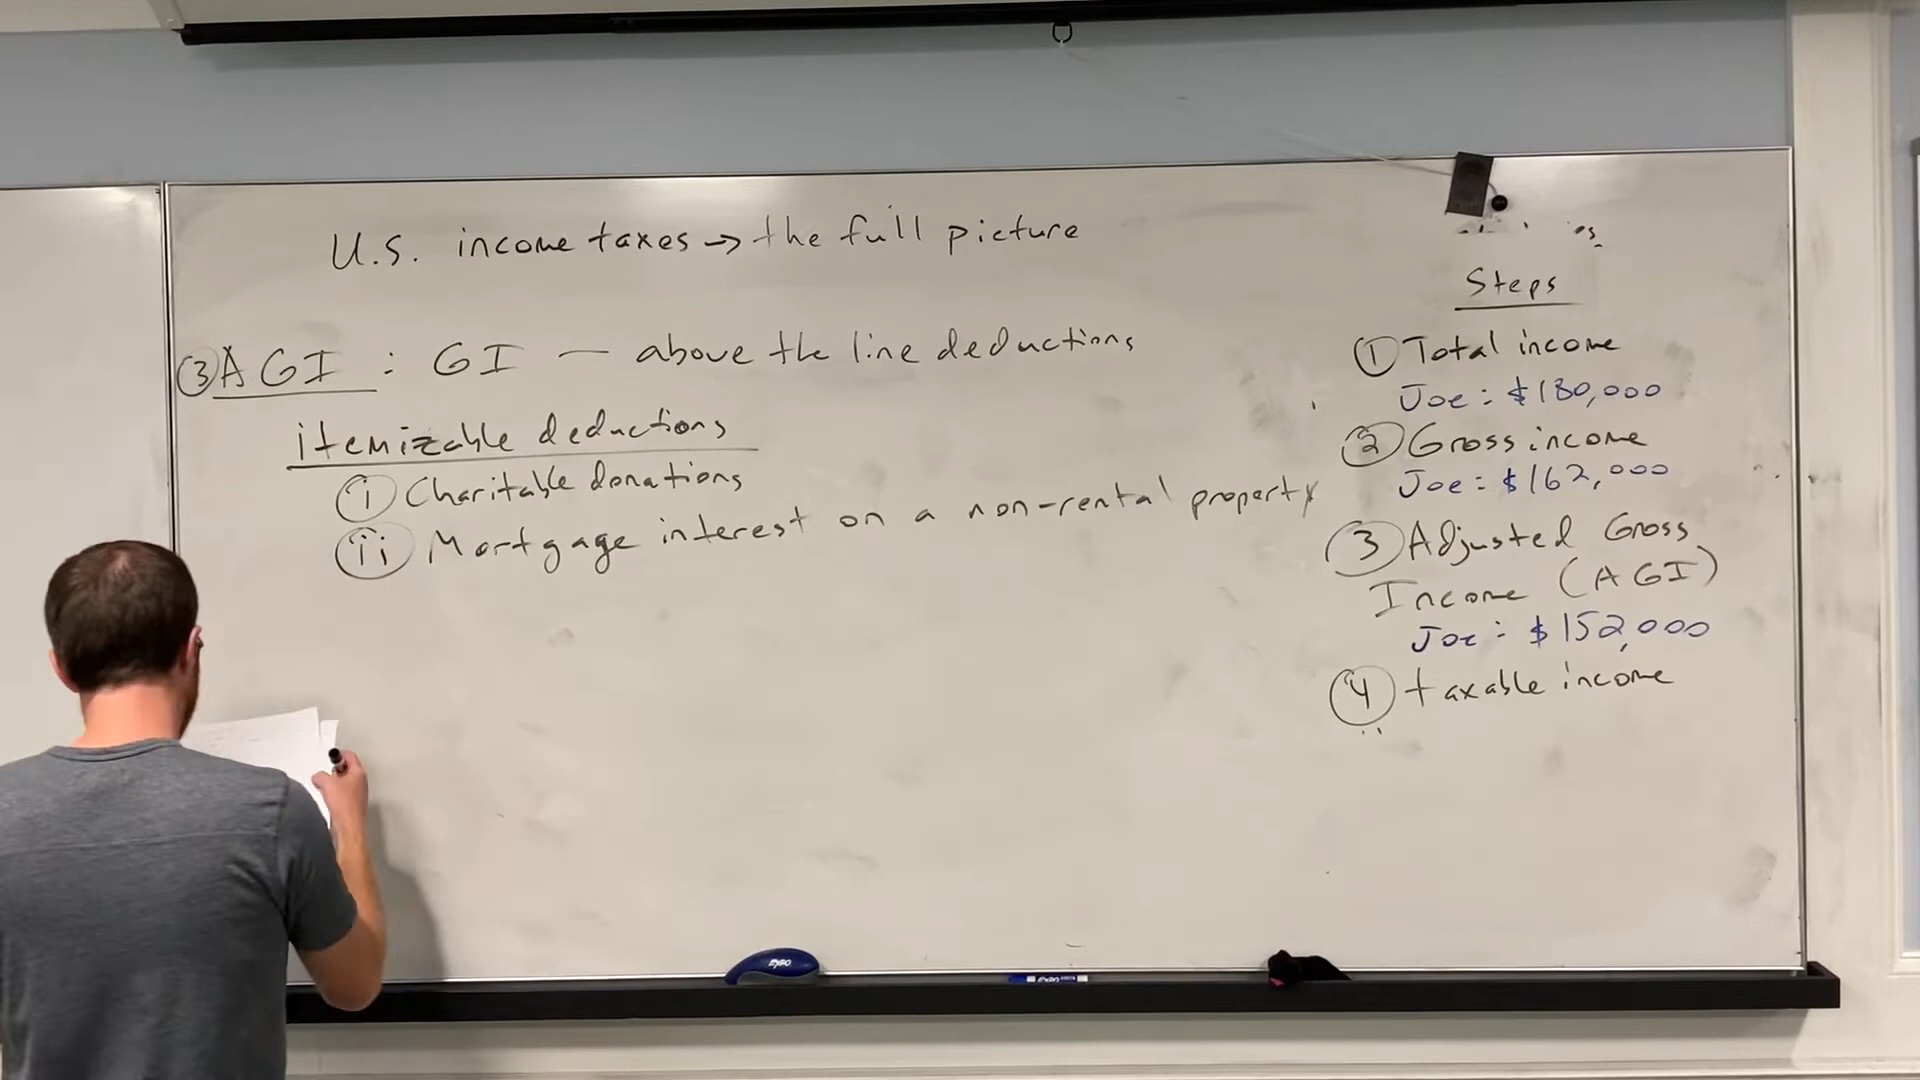 U.S. income taxes → the full picture
③ AGI : GI — above the line deductions
itemizable deductions
ⓘ Charitable donations
ⓘⓘ Mortgage interest on a non-rental property
Steps
① Total income
Joe: $180,000
② Gross income
Joe: $162,000
③ Adjusted Gross
Income (AGI)
Joe: $152,000
④ taxable income
EXPO
EXPO